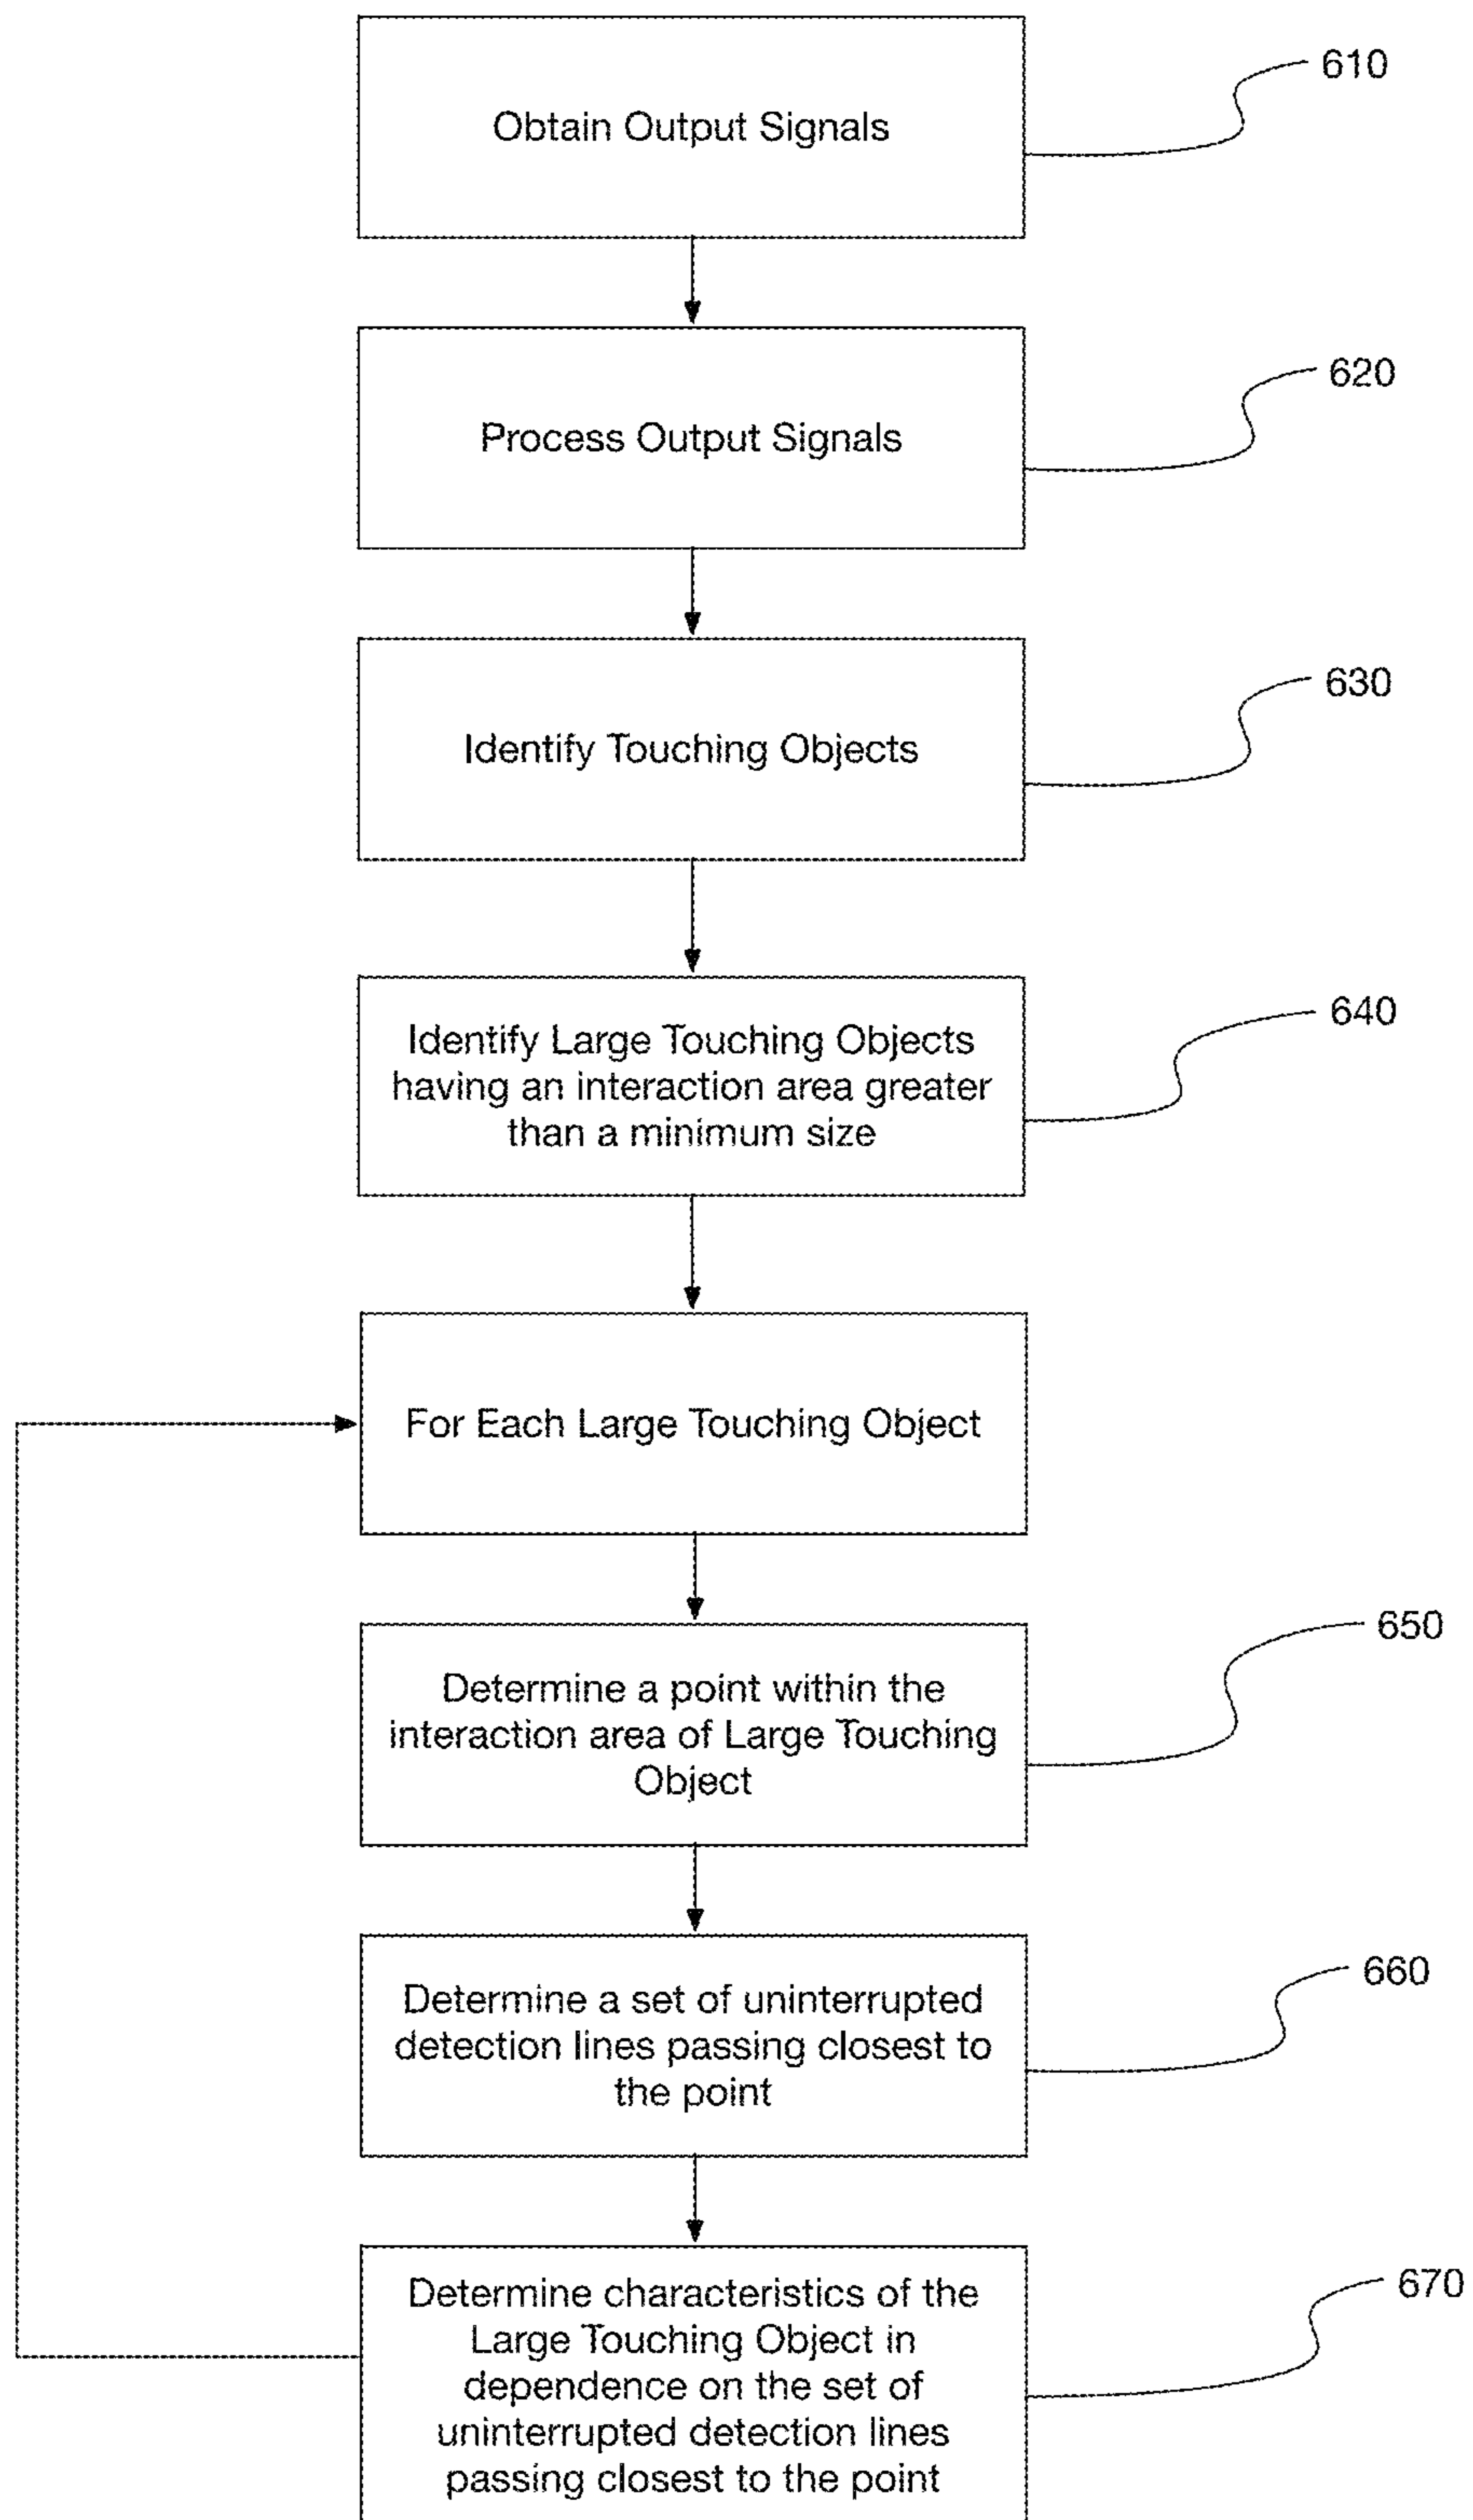 610
Obtain Output Signals
620
Process Output Signals
630
Identify Touching Objects
640
Identify Large Touching Objects
having an interaction area greater
than a minimum size
For Each Large Touching Object
650
Determine a point within the
interaction area of Large Touching
Object
660
Determine a set of uninterrupted
detection lines passing closest to
the point
670
Determine characteristics of the
Large Touching Object in
dependence on the set of
uninterrupted detection lines
passing closest to the point